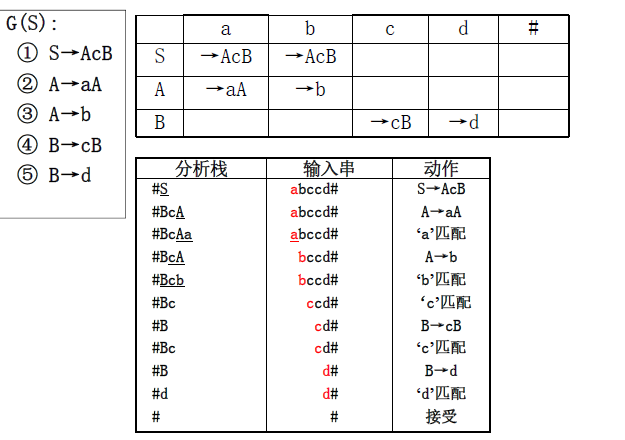 G(S):
① S→AcB
② A→aA
③ A→b
④ B→cB
⑤ B→d
a b c d #
S →AcB →AcB
A →aA →b
B →cB →d
分析栈 输入串 动作
#S abccd# S→AcB
#BcA abccd# A→aA
#BcAa abccd# ‘a’匹配
#BcA bccd# A→b
#Bcb bccd# ‘b’匹配
#Bc ccd# ‘c’匹配
#B cd# B→cB
#Bc cd# ‘c’匹配
#B d# B→d
#d d# ‘d’匹配
# # 接受